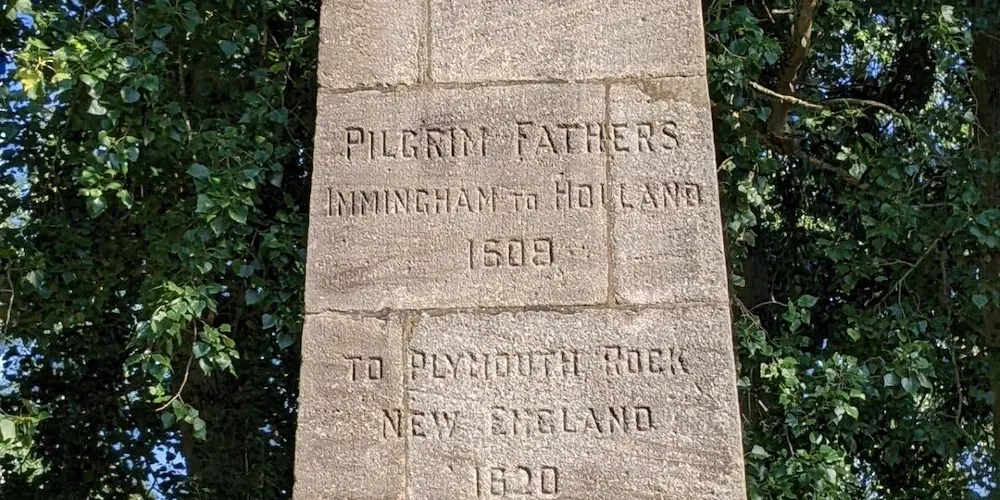 PILGRIM FATHERS
IMMINGHAM TO HOLLAND
1609
TO PLYMOUTH ROCK
NEW ENGLAND
1620